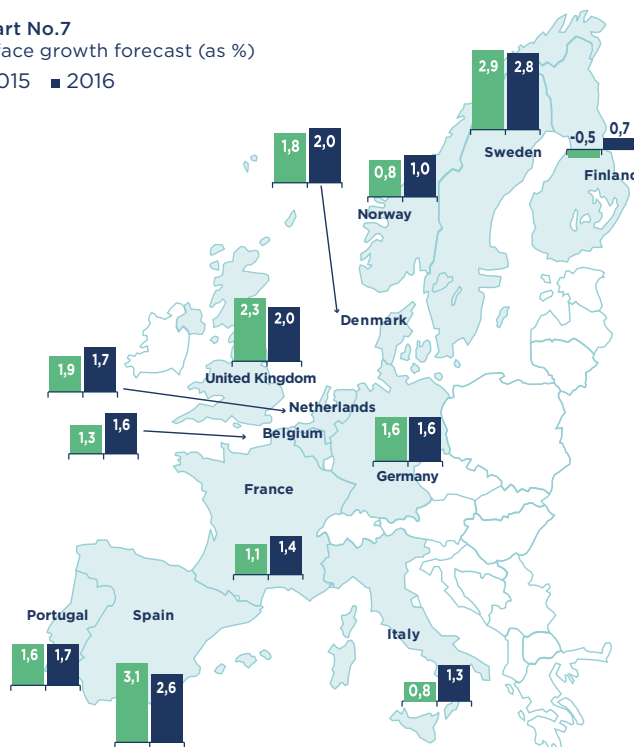 art No.7
face growth forecast (as %)
015 2016
2,9 2,8
Sweden
-0,5 0,7
Finland
1,8 2,0
0,8 1,0
Norway
Denmark
2,3 2,0
United Kingdom
1,9 1,7
Netherlands
1,3 1,6
Belgium
1,6 1,6
Germany
France
1,1 1,4
Portugal
1,6 1,7
Spain
3,1 2,6
Italy
0,8 1,3